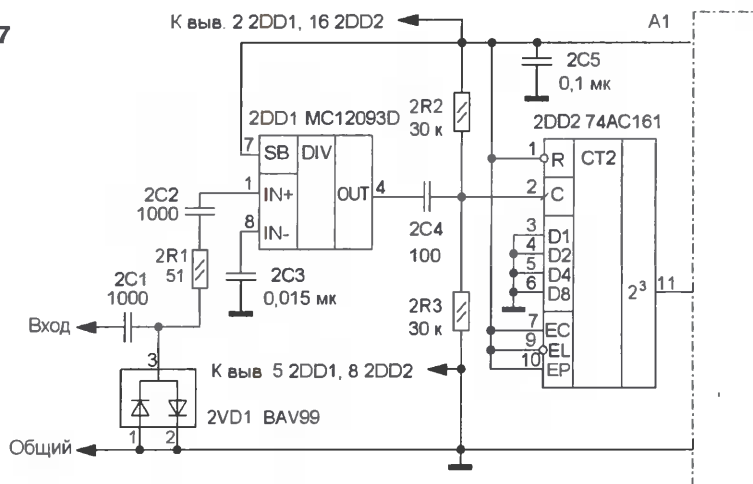 7
К выв. 2 2DD1, 16 2DD2
A1
2C5
0,1 мк
2R2
30 к
2DD1 MC12093D
2DD2 74AC161
7
SB
DIV
1
R
CT2
2C2
1000
1
IN+
OUT
4
2
C
8
IN-
2C4
100
3
D1
4
D2
5
D4
6
D8
2³
11
2R1
51
2C1
1000
2C3
0,015 мк
2R3
30 к
Вход
7
EC
9
EL
10
EP
3
К выв 5 2DD1, 8 2DD2
2VD1 BAV99
1
2
Общий